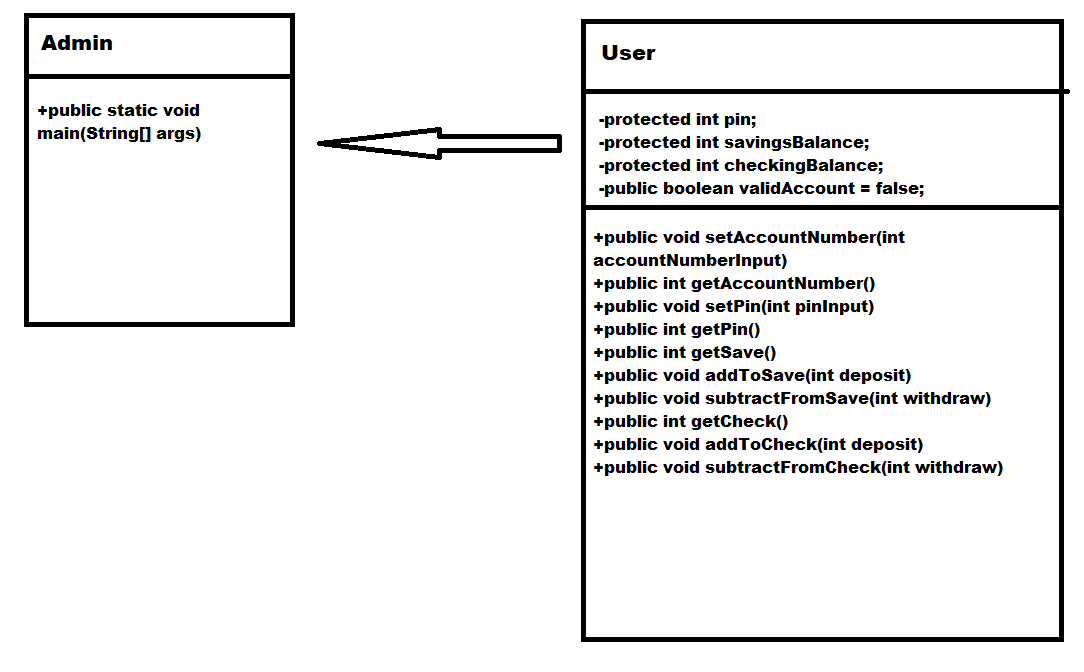 Admin
+public static void
main(String[] args)
User
-protected int pin;
-protected int savingsBalance;
-protected int checkingBalance;
-public boolean validAccount = false;
+public void setAccountNumber(int
accountNumberInput)
+public int getAccountNumber()
+public void setPin(int pinInput)
+public int getPin()
+public int getSave()
+public void addToSave(int deposit)
+public void subtractFromSave(int withdraw)
+public int getCheck()
+public void addToCheck(int deposit)
+public void subtractFromCheck(int withdraw)